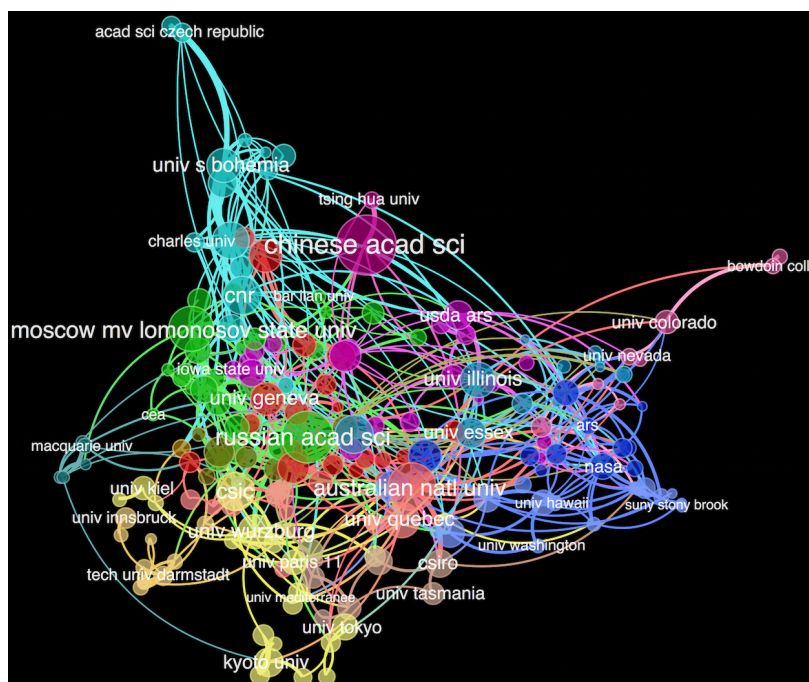 acad sci czech republic
univ s bohemia
tsing hua univ
charles univ
chinese acad sci
bowdoin coll
cnr
bar ilan univ
usda ars
univ colorado
moscow mv lomonosov state univ
univ nevada
iowa state univ
univ illinois
univ geneva
cea
ars
russian acad sci
univ essex
macquarie univ
nasa
univ kiel
csic
australian natl univ
univ hawaii
suny stony brook
univ innsbruck
univ wurzburg
univ quebec
univ washington
univ paris 11
csiro
tech univ darmstadt
univ mediterranee
univ tasmania
univ tokyo
kyoto univ